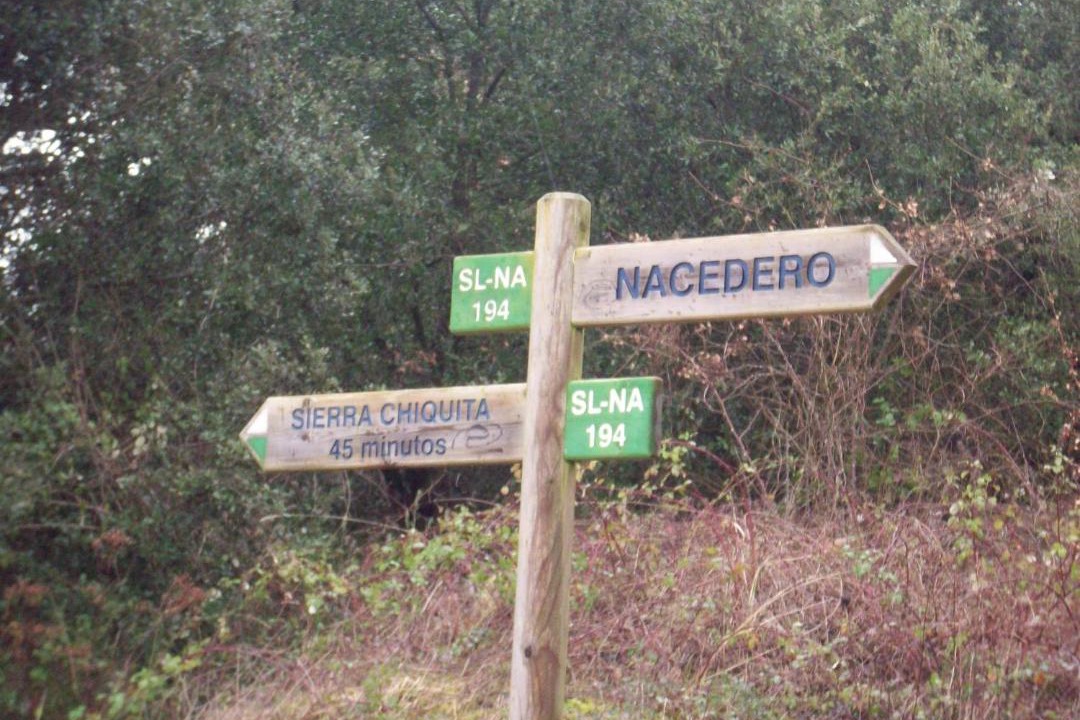 SL-NA
194
NACEDERO
SIERRA CHIQUITA
45 minutos
SL-NA
194